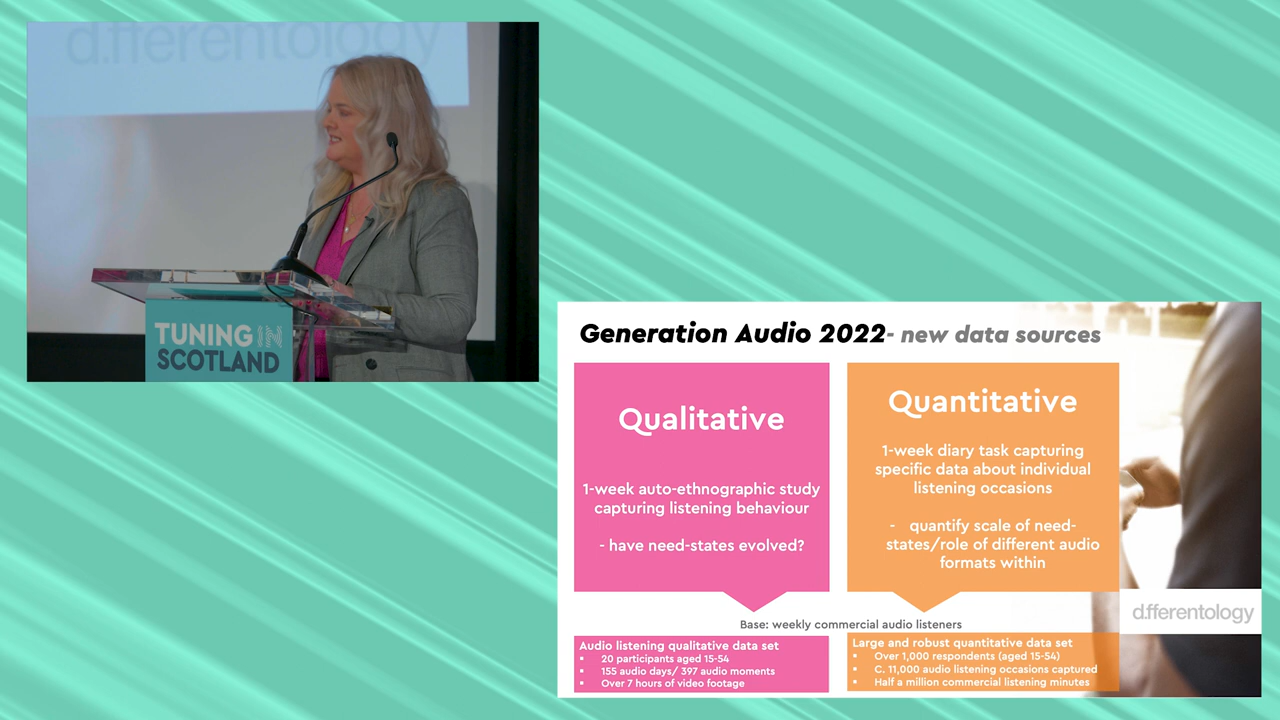 d.fferentology
TUNING IN
SCOTLAND
Generation Audio 2022- new data sources
Qualitative
1-week auto-ethnographic study
capturing listening behaviour
- have need-states evolved?
Quantitative
1-week diary task capturing
specific data about individual
listening occasions
- quantify scale of need-
states/role of different audio
formats within
d.fferentology
Base: weekly commercial audio listeners
Audio listening qualitative data set
▪ 20 participants aged 15-54
▪ 155 audio days/ 397 audio moments
▪ Over 7 hours of video footage
Large and robust quantitative data set
▪ Over 1,000 respondents (aged 15-54)
▪ C. 11,000 audio listening occasions captured
▪ Half a million commercial listening minutes